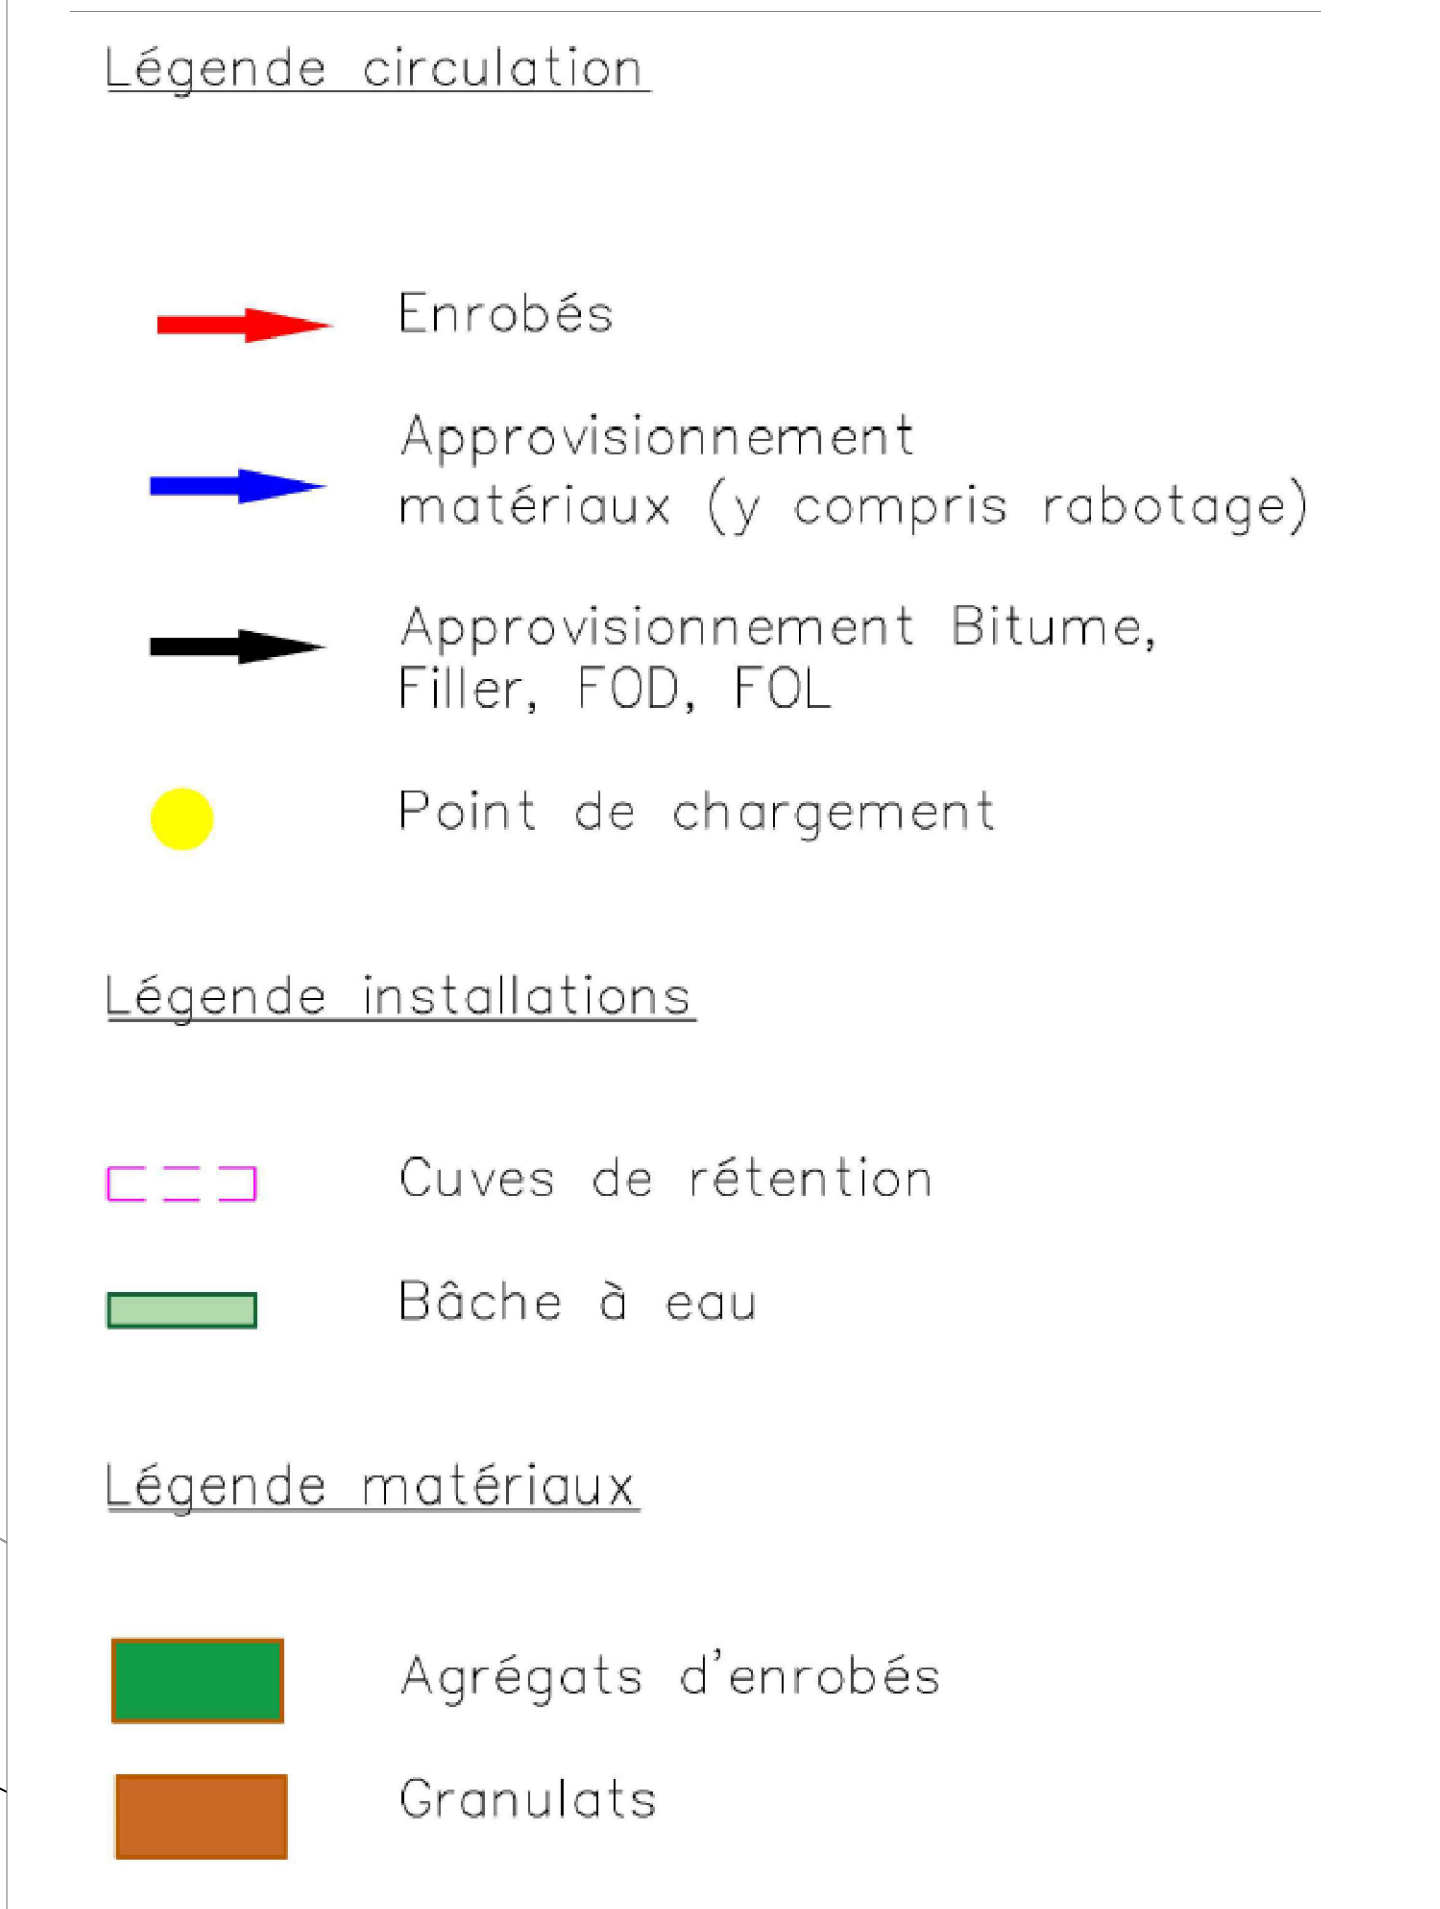 Légende circulation
Enrobés
Approvisionnement
matériaux (y compris rabotage)
Approvisionnement Bitume,
Filler, FOD, FOL
Point de chargement
Légende installations
Cuves de rétention
Bâche à eau
Légende matériaux
Agrégats d'enrobés
Granulats